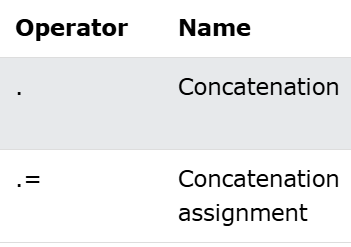 Operator Name
. Concatenation
.= Concatenation
assignment